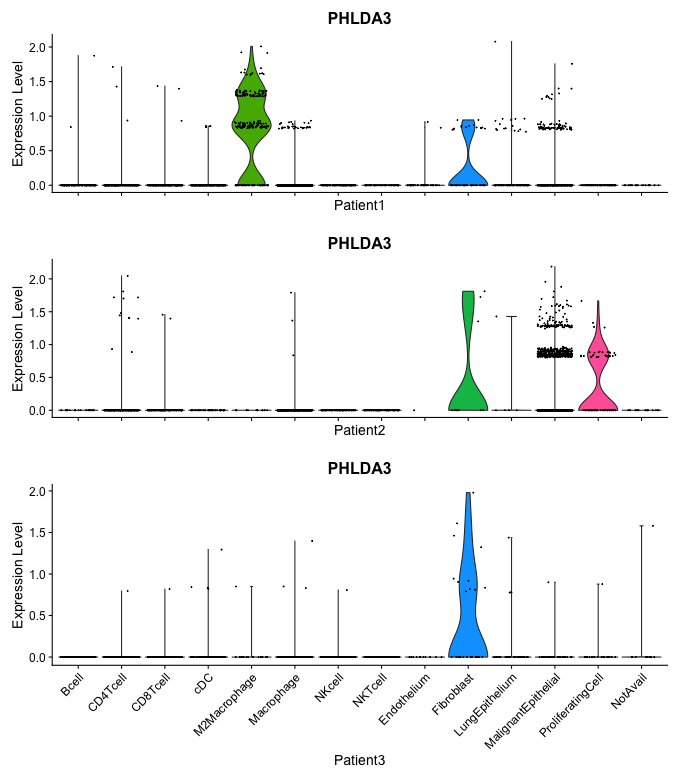 PHLDA3
Expression Level
2.0
1.5
1.0
0.5
0.0
Patient1
PHLDA3
Expression Level
2.0
1.5
1.0
0.5
0.0
Patient2
PHLDA3
Expression Level
2.0
1.5
1.0
0.5
0.0
Bcell
CD4Tcell
CD8Tcell
cDC
M2Macrophage
Macrophage
NKcell
NKTcell
Endothelium
Fibroblast
LungEpithelium
MalignantEpithelial
ProliferatingCell
NotAvail
Patient3